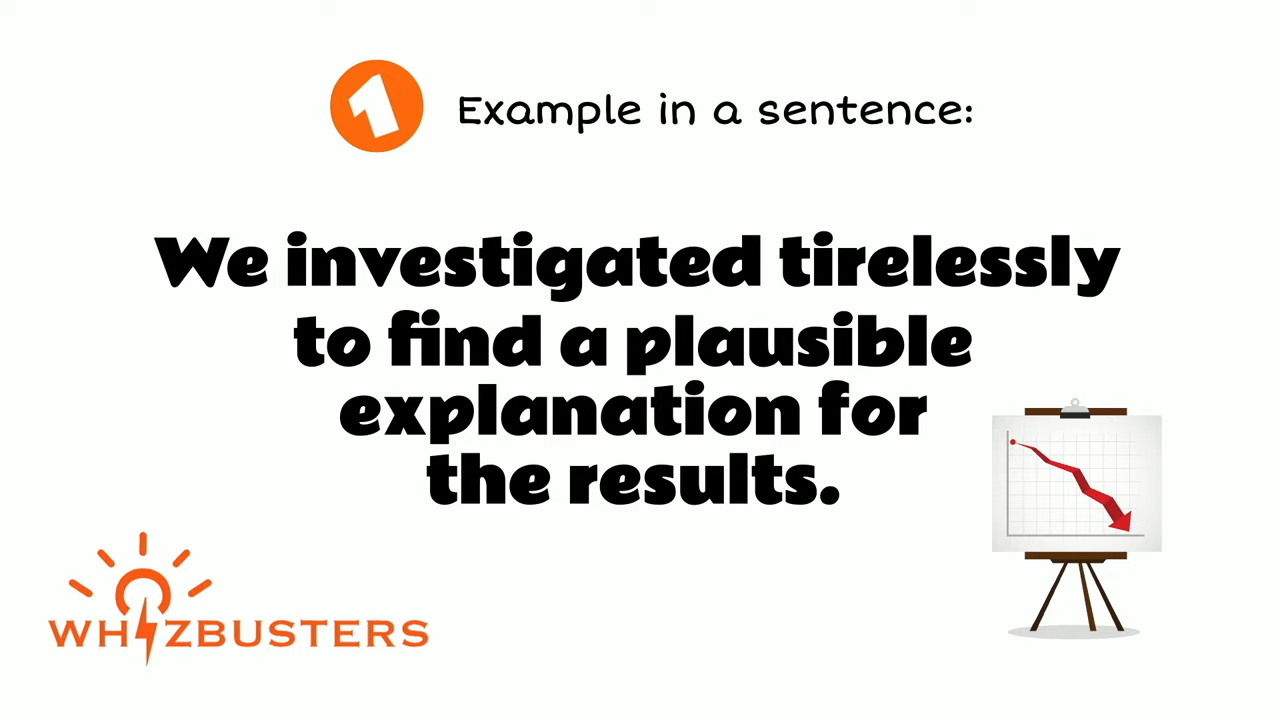 1 Example in a sentence:
We investigated tirelessly
to find a plausible
explanation for
the results.
WHIZBUSTERS